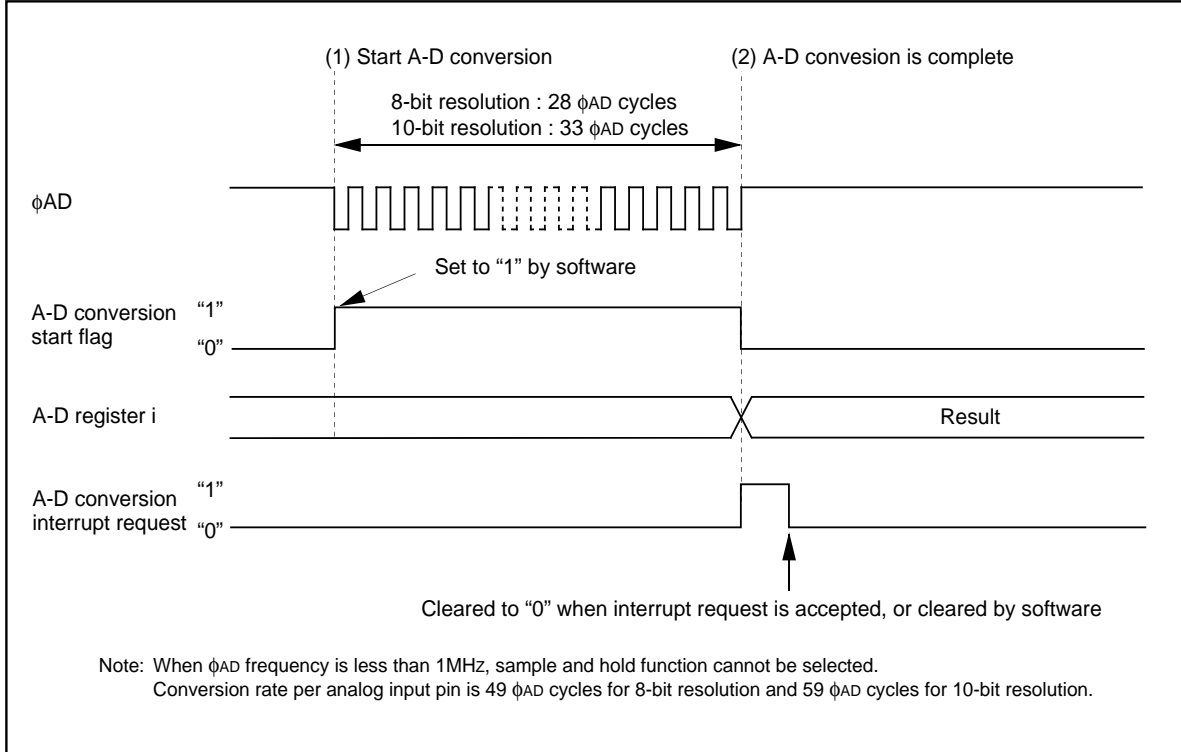 (1) Start A-D conversion
(2) A-D convesion is complete
8-bit resolution : 28 ϕAD cycles
10-bit resolution : 33 ϕAD cycles
ϕAD
Set to “1” by software
A-D conversion
start flag
“1”
“0”
A-D register i
Result
A-D conversion
interrupt request
“1”
“0”
Cleared to “0” when interrupt request is accepted, or cleared by software
Note: When ϕAD frequency is less than 1MHz, sample and hold function cannot be selected.
Conversion rate per analog input pin is 49 ϕAD cycles for 8-bit resolution and 59 ϕAD cycles for 10-bit resolution.